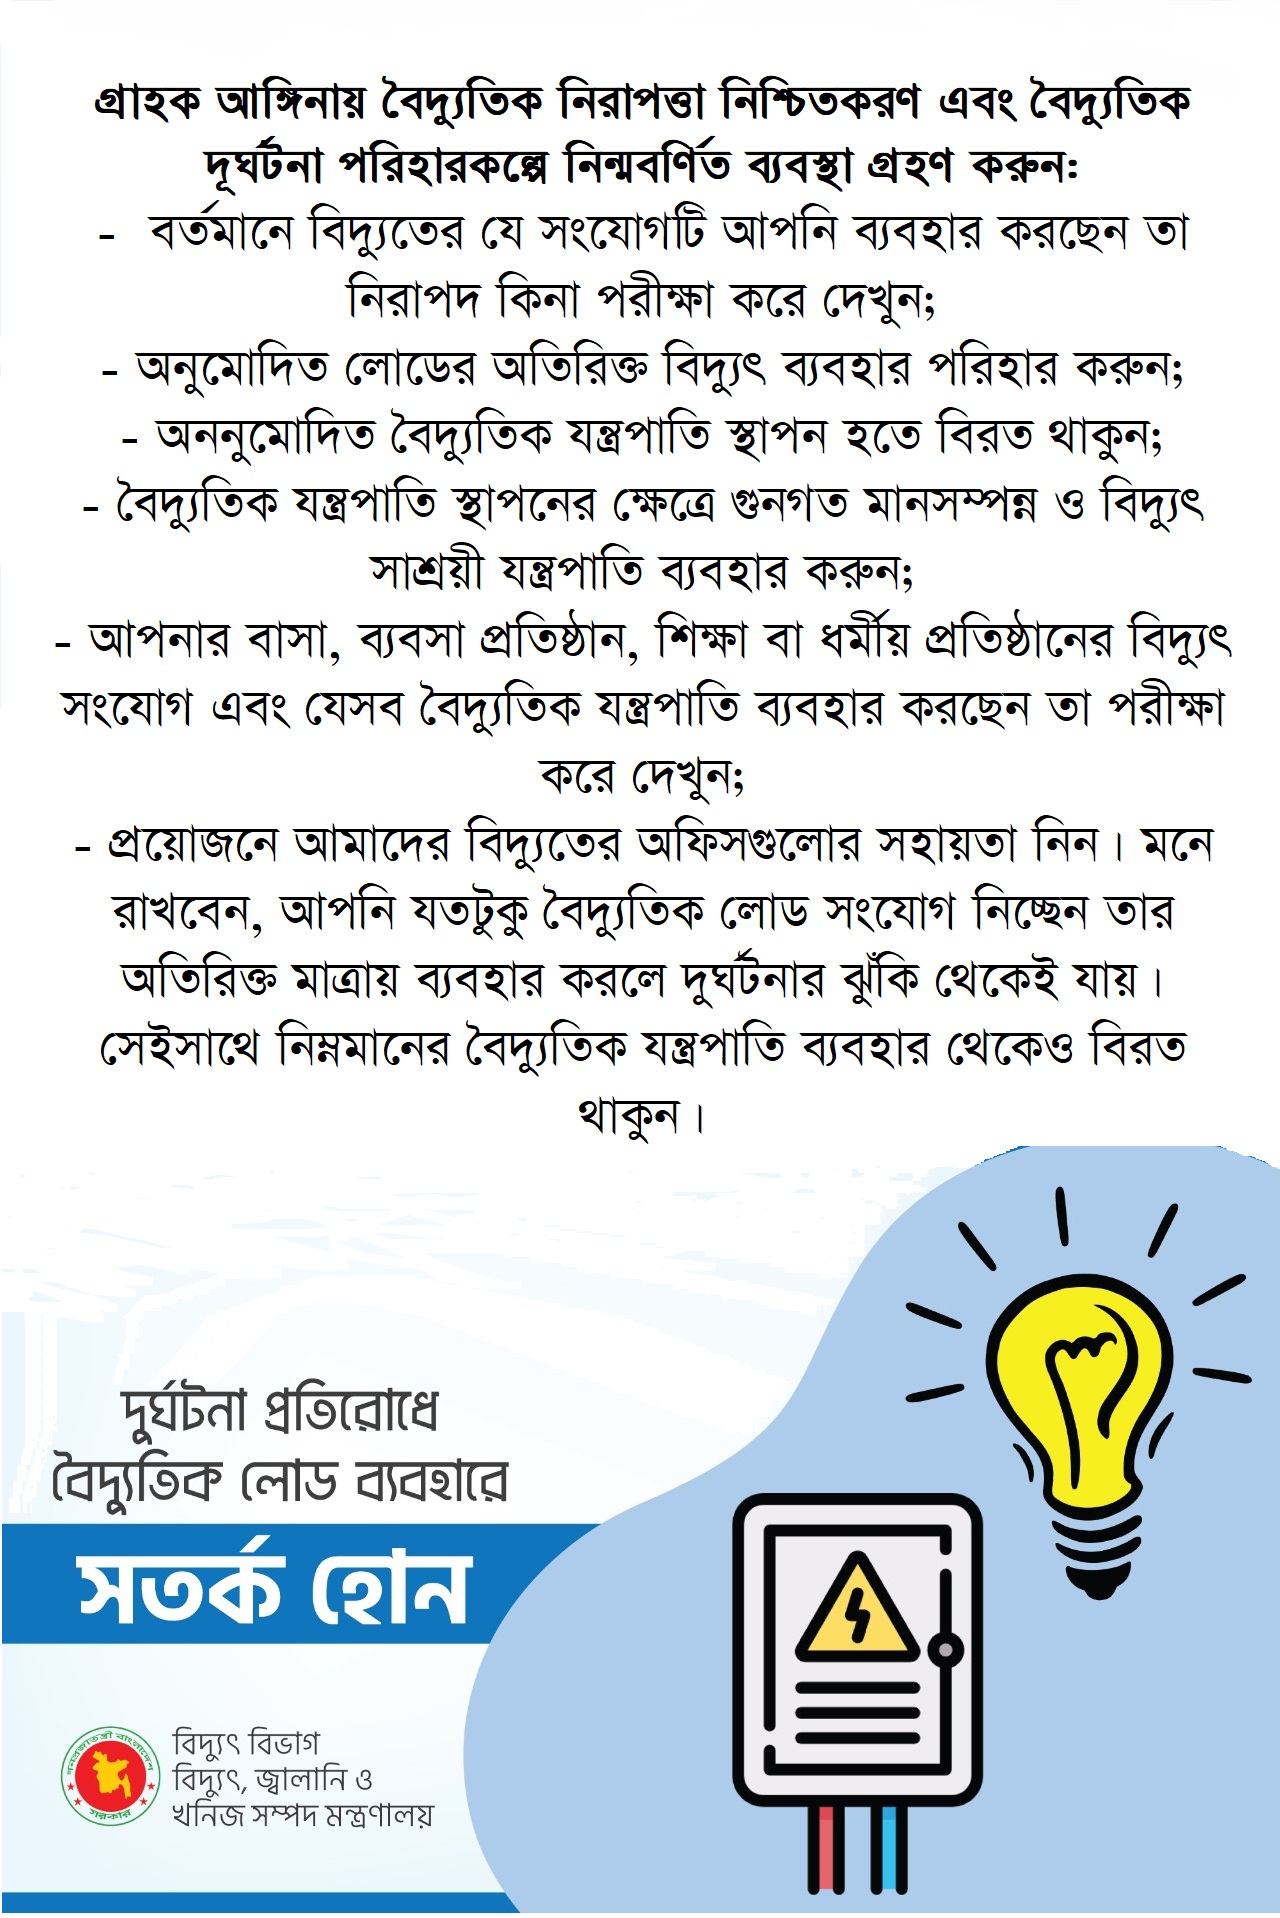 গ্রাহক আঙ্গিনায় বৈদ্যুতিক নিরাপত্তা নিশ্চিতকরণ এবং বৈদ্যুতিক
দূর্ঘটনা পরিহারকল্পে নিন্মবর্ণিত ব্যবস্থা গ্রহণ করুন:
- বর্তমানে বিদ্যুতের যে সংযোগটি আপনি ব্যবহার করছেন তা
নিরাপদ কিনা পরীক্ষা করে দেখুন;
- অনুমোদিত লোডের অতিরিক্ত বিদ্যুৎ ব্যবহার পরিহার করুন;
- অননুমোদিত বৈদ্যুতিক যন্ত্রপাতি স্থাপন হতে বিরত থাকুন;
- বৈদ্যুতিক যন্ত্রপাতি স্থাপনের ক্ষেত্রে গুনগত মানসম্পন্ন ও বিদ্যুৎ
সাশ্রয়ী যন্ত্রপাতি ব্যবহার করুন;
- আপনার বাসা, ব্যবসা প্রতিষ্ঠান, শিক্ষা বা ধর্মীয় প্রতিষ্ঠানের বিদ্যুৎ
সংযোগ এবং যেসব বৈদ্যুতিক যন্ত্রপাতি ব্যবহার করছেন তা পরীক্ষা
করে দেখুন;
- প্রয়োজনে আমাদের বিদ্যুতের অফিসগুলোর সহায়তা নিন। মনে
রাখবেন, আপনি যতটুকু বৈদ্যুতিক লোড সংযোগ নিচ্ছেন তার
অতিরিক্ত মাত্রায় ব্যবহার করলে দুর্ঘটনার ঝুঁকি থেকেই যায়।
সেইসাথে নিম্নমানের বৈদ্যুতিক যন্ত্রপাতি ব্যবহার থেকেও বিরত
থাকুন।
দুর্ঘটনা প্রতিরোধে
বৈদ্যুতিক লোড ব্যবহারে
সতর্ক হোন
গণপ্রজাতন্ত্রী বাংলাদেশ
সরকার
বিদ্যুৎ বিভাগ
বিদ্যুৎ, জ্বালানি ও
খনিজ সম্পদ মন্ত্রণালয়